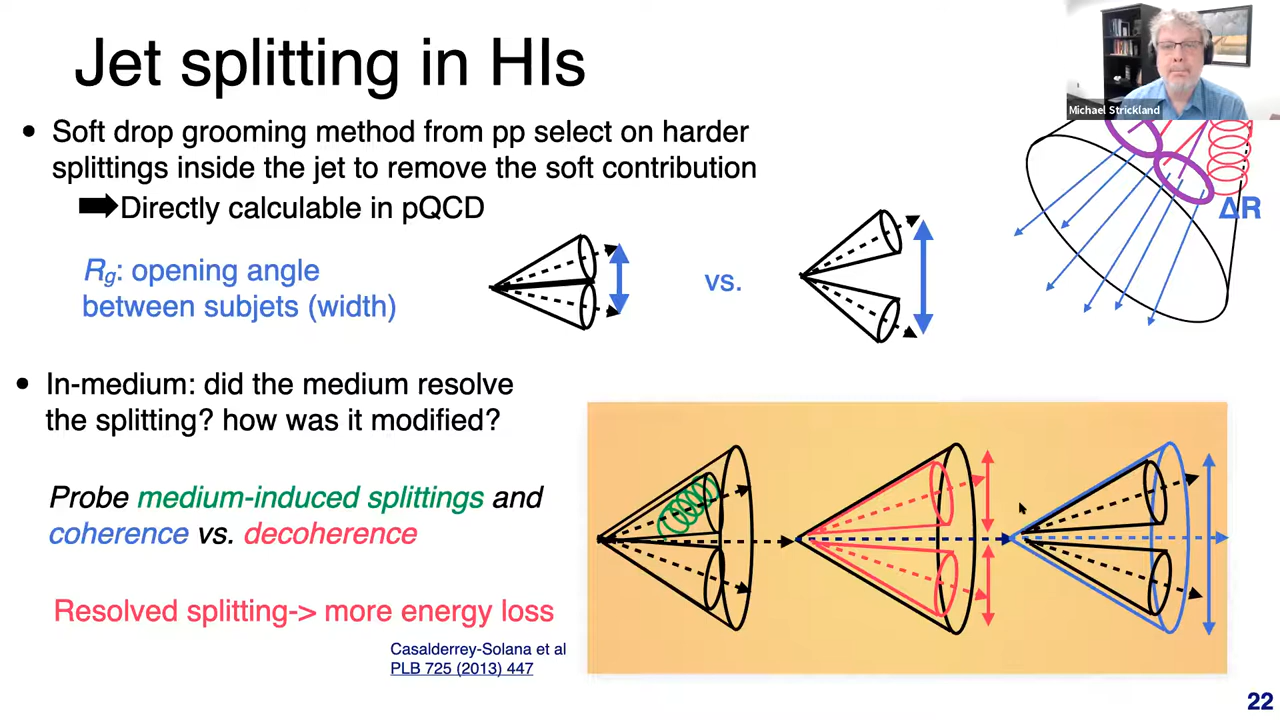 Jet splitting in HIs
Michael Strickland
• Soft drop grooming method from pp select on harder
splittings inside the jet to remove the soft contribution
Directly calculable in pQCD
ΔR
Rg: opening angle
between subjets (width)
vs.
• In-medium: did the medium resolve
the splitting? how was it modified?
Probe medium-induced splittings and
coherence vs. decoherence
Resolved splitting-> more energy loss
Casalderrey-Solana et al
PLB 725 (2013) 447
22